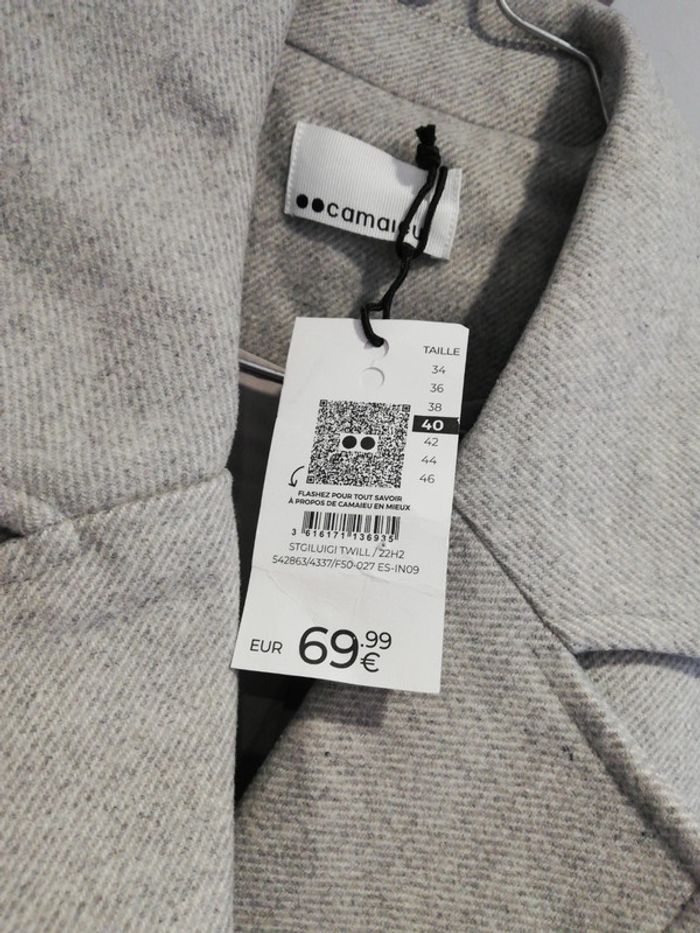 camaieu
TAILLE
34
36
38
40
42
44
46
FLASHEZ POUR TOUT SAVOIR
À PROPOS DE CAMAIEU EN MIEUX
3 616171 136935
STGILUIGI TWILL / 22H2
542863/4337/F50-027 ES-IN09
EUR 69.99 €